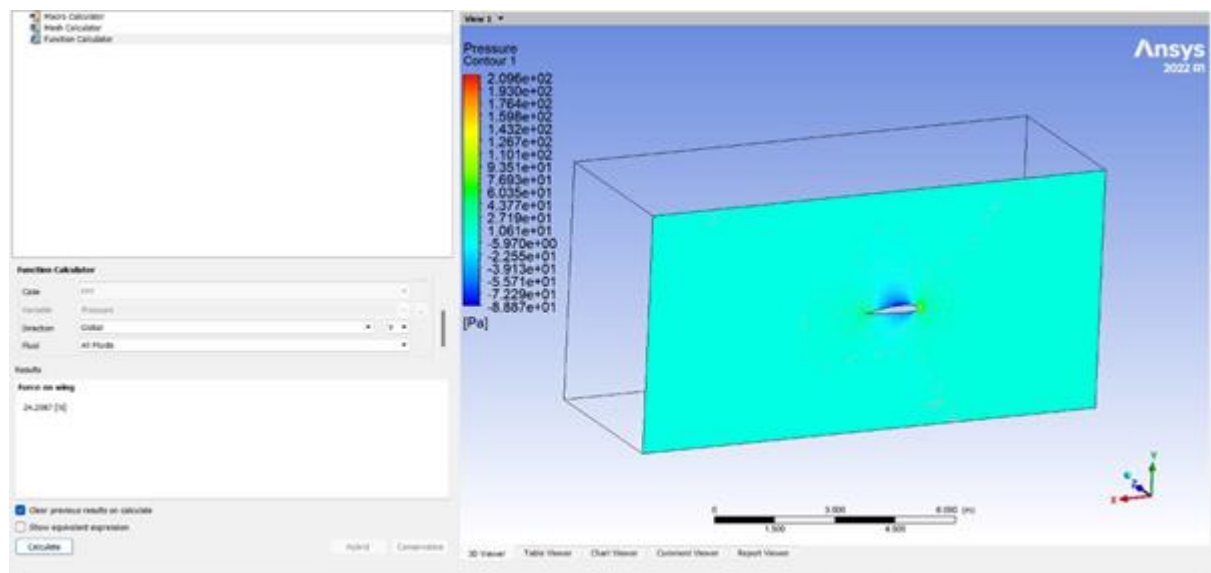 Macro Calculator
Mesh Calculator
Function Calculator
Function Calculator
Case
Variable Pressure
Direction Global
Fluid All Fluids
Results
Force on wing
Clear previous results on calculate
Show equivalent expression
Calculate Hybrid Conservative
View 1
Ansys
2022 R1
Pressure
Contour 1
2.096e+02
1.930e+02
1.764e+02
1.598e+02
1.432e+02
1.267e+02
1.101e+02
9.351e+01
7.693e+01
6.035e+01
4.377e+01
2.719e+01
1.061e+01
-5.970e+00
-2.255e+01
-3.913e+01
-5.571e+01
-7.229e+01
-8.887e+01
[Pa]
Y
Z
X
0 3.000 6.000 (m)
1.500 4.500
3D Viewer Table Viewer Chart Viewer Comment Viewer Report Viewer